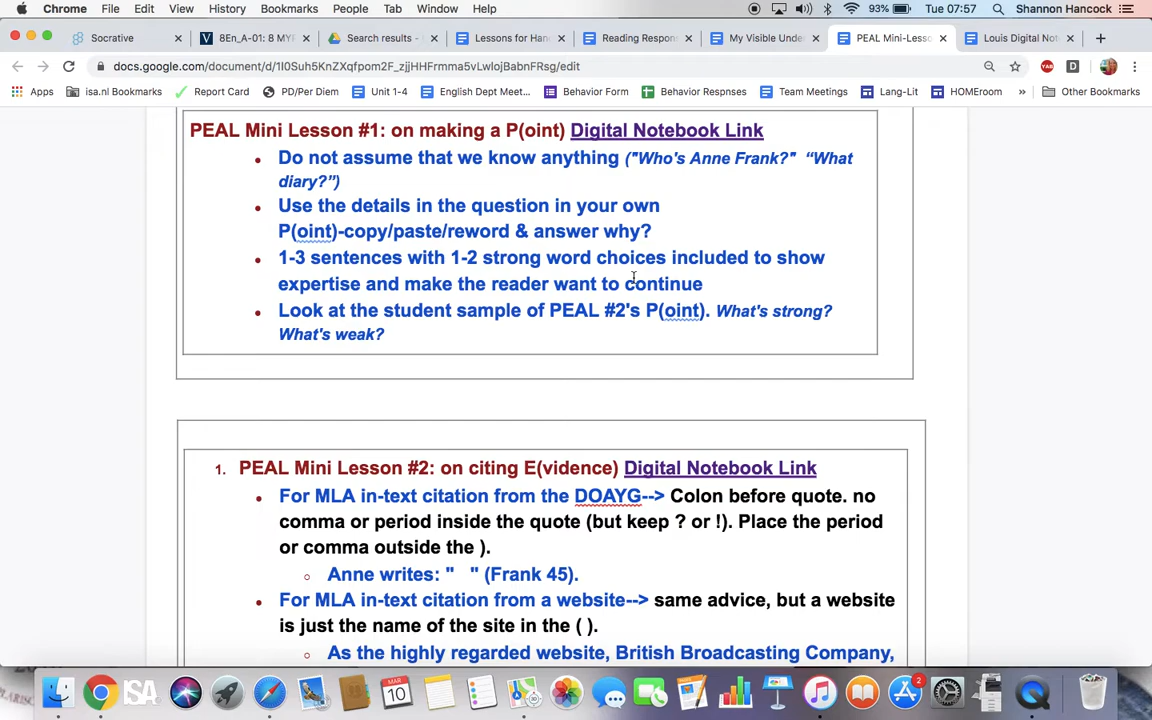 Chrome File Edit View History Bookmarks People Tab Window Help 93% Tue 07:57 Shannon Hancock
Socrative 8En_A-01: 8 MYP Search results - Lessons for Han Reading Respon My Visible Unde PEAL Mini-Lesso Louis Digital Not
docs.google.com/document/d/1I0Suh5KnZXqfpom2F_zjjHHFrmma5vLwIojBabnFRsg/edit
Apps isa.nl Bookmarks Report Card PD/Per Diem Unit 1-4 English Dept Meet... Behavior Form Behavior Respnses Team Meetings Lang-Lit HOMEroom » Other Bookmarks
PEAL Mini Lesson #1: on making a P(oint) Digital Notebook Link
• Do not assume that we know anything ("Who's Anne Frank?" “What
diary?”)
• Use the details in the question in your own
P(oint)-copy/paste/reword & answer why?
• 1-3 sentences with 1-2 strong word choices included to show
expertise and make the reader want to continue
• Look at the student sample of PEAL #2's P(oint). What's strong?
What's weak?
1. PEAL Mini Lesson #2: on citing E(vidence) Digital Notebook Link
• For MLA in-text citation from the DOAYG--> Colon before quote. no
comma or period inside the quote (but keep ? or !). Place the period
or comma outside the ).
○ Anne writes: " " (Frank 45).
• For MLA in-text citation from a website--> same advice, but a website
is just the name of the site in the ( ).
○ As the highly regarded website, British Broadcasting Company,
ISA MAR 10 2